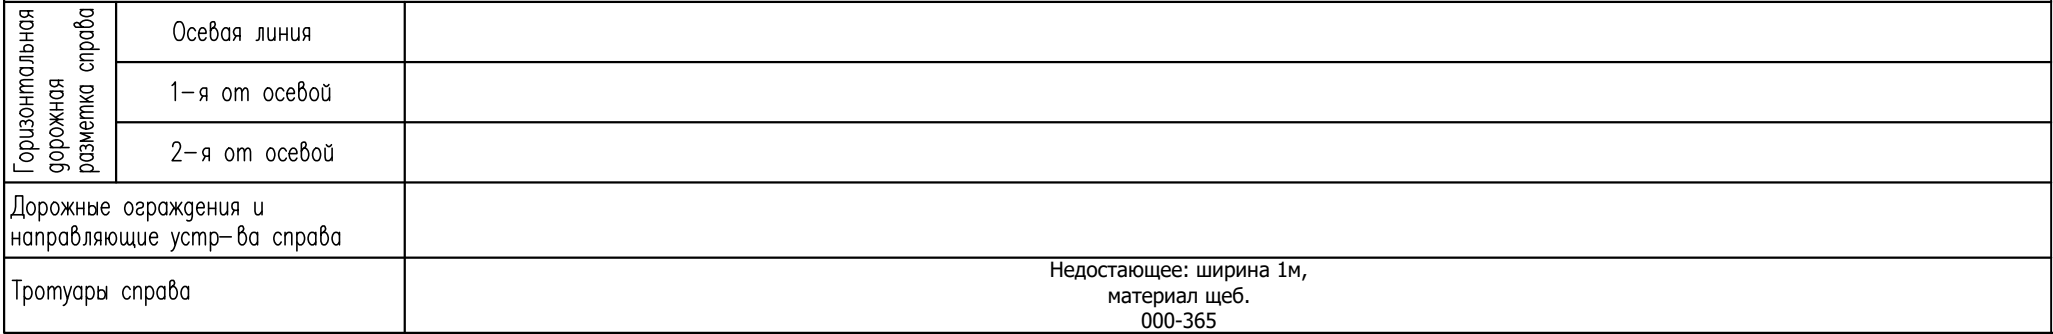 Горизонтальная
дорожная
разметка справа
Осевая линия
1-я от осевой
2-я от осевой
Дорожные ограждения и
направляющие устр-ва справа
Тротуары справа
Недостающее: ширина 1м,
материал щеб.
000-365